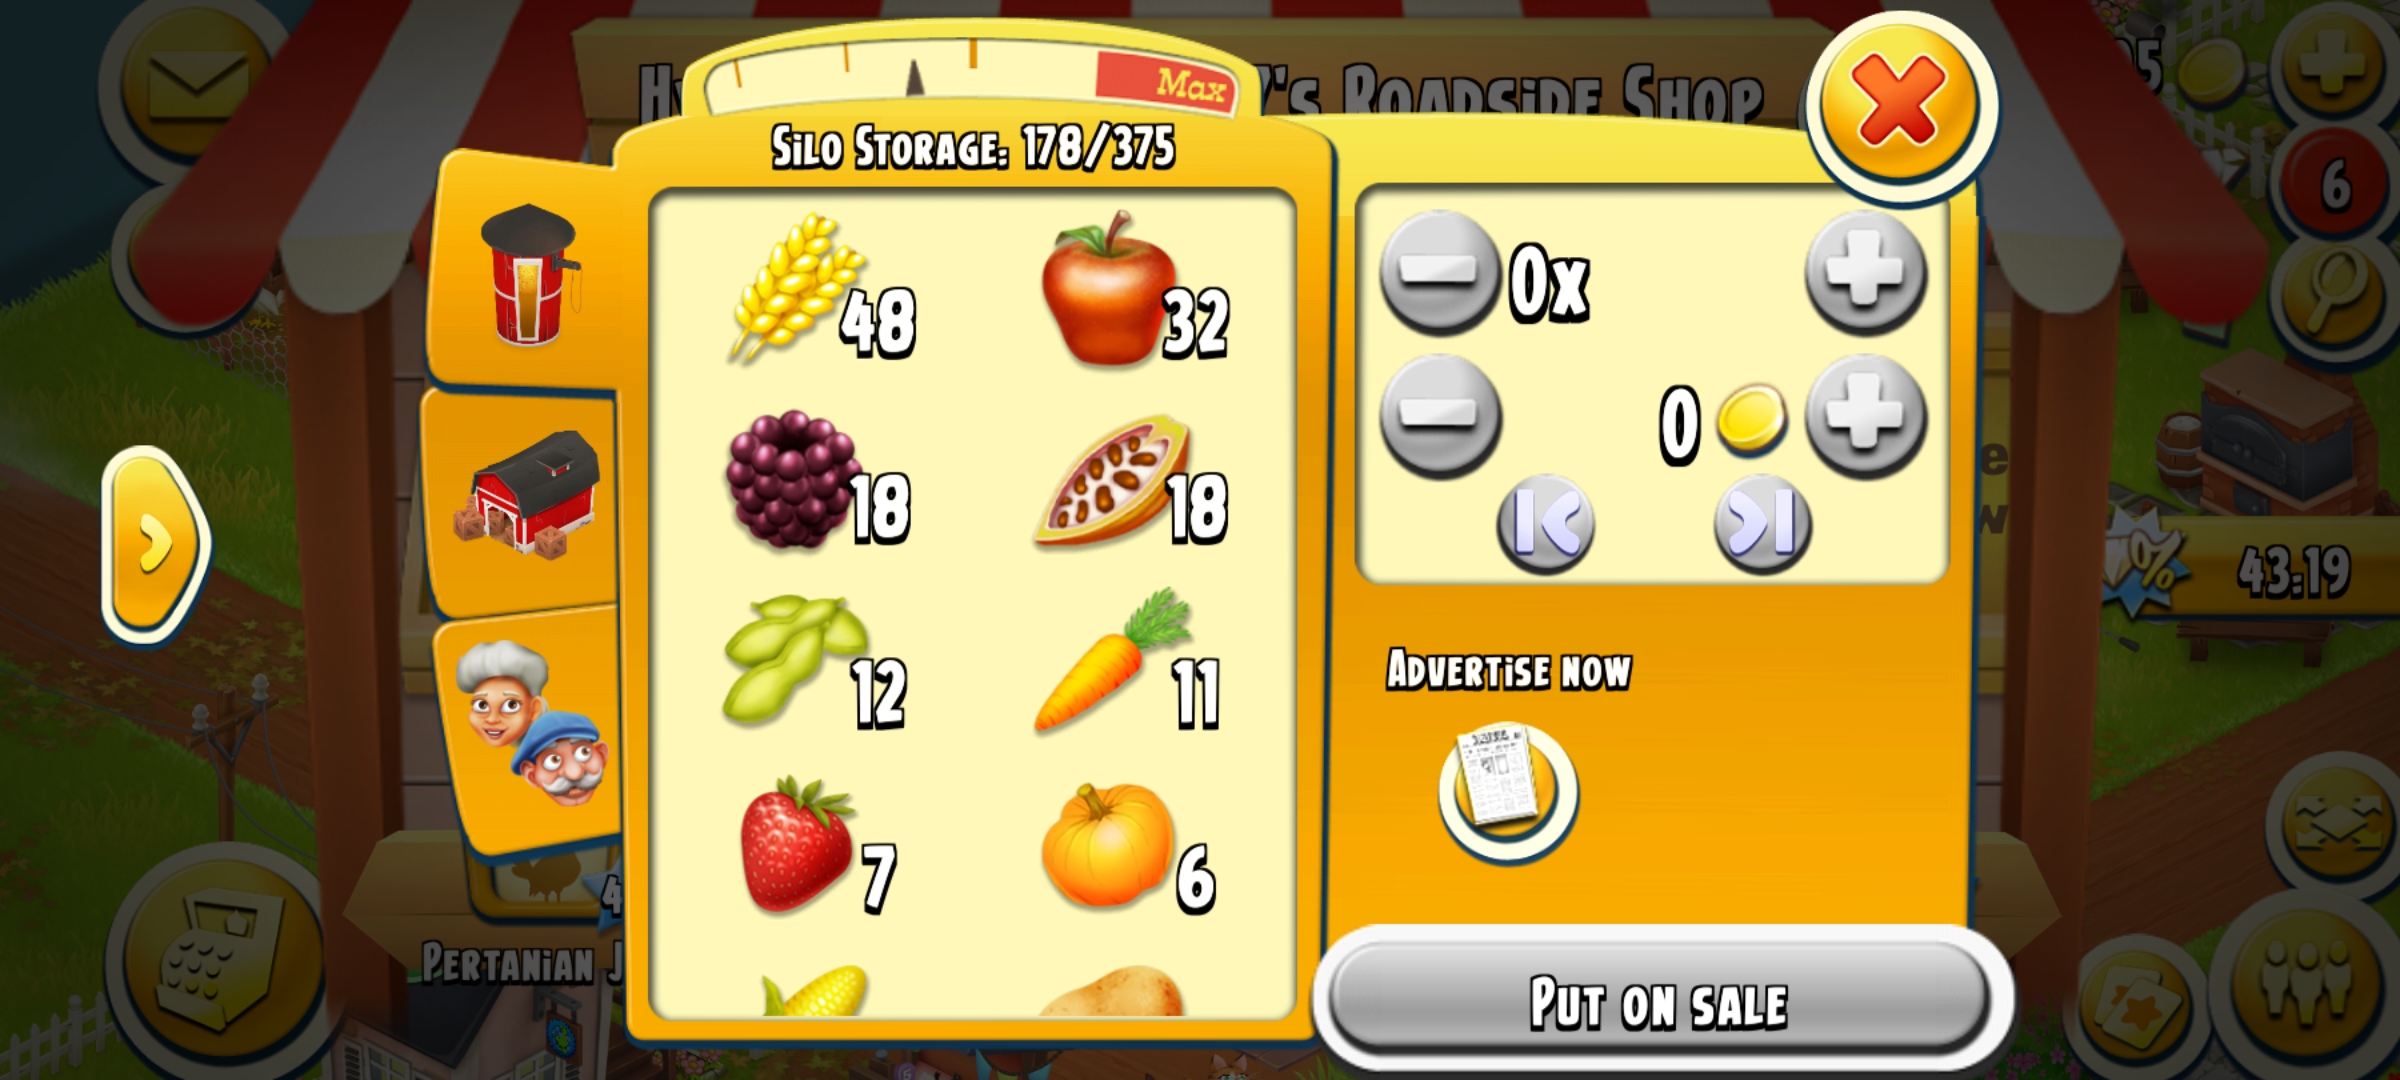 's Roadside Shop
Max
Silo Storage: 178/375
48
32
18
18
12
11
7
6
0x
0
Advertise now
Put on sale
6
43:19
Pertanian